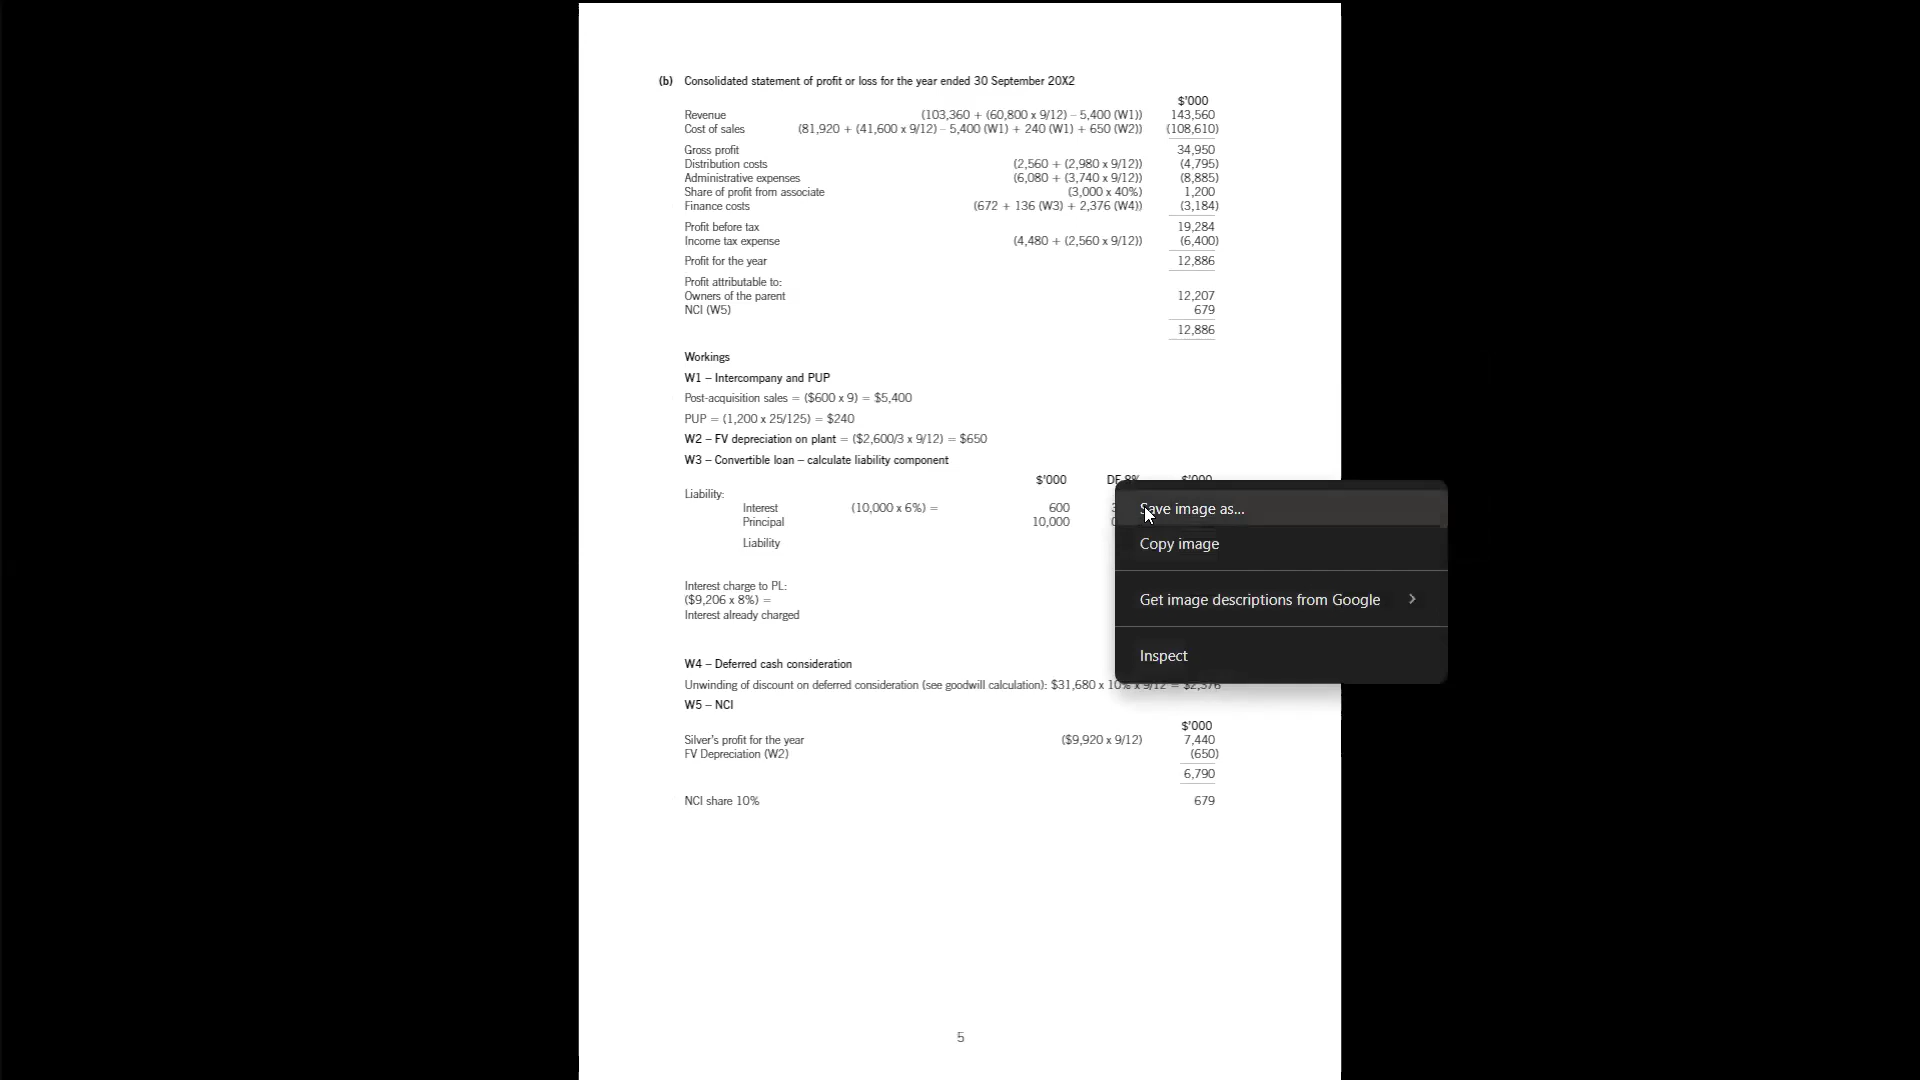 (b) Consolidated statement of profit or loss for the year ended 30 September 20X2
$'000
Revenue (103,360 + (60,800 x 9/12) – 5,400 (W1)) 143,560
Cost of sales (81,920 + (41,600 x 9/12) – 5,400 (W1) + 240 (W1) + 650 (W2)) (108,610)
Gross profit 34,950
Distribution costs (2,560 + (2,980 x 9/12)) (4,795)
Administrative expenses (6,080 + (3,740 x 9/12)) (8,885)
Share of profit from associate (3,000 x 40%) 1,200
Finance costs (672 + 136 (W3) + 2,376 (W4)) (3,184)
Profit before tax 19,284
Income tax expense (4,480 + (2,560 x 9/12)) (6,400)
Profit for the year 12,886
Profit attributable to:
Owners of the parent 12,207
NCI (W5) 679
12,886
Workings
W1 – Intercompany and PUP
Post-acquisition sales = ($600 x 9) = $5,400
PUP = (1,200 x 25/125) = $240
W2 – FV depreciation on plant = ($2,600/3 x 9/12) = $650
W3 – Convertible loan – calculate liability component
$'000 DF 8% $'000
Liability:
Interest (10,000 x 6%) = 600
Principal 10,000
Liability
Interest charge to PL:
($9,206 x 8%) =
Interest already charged
W4 – Deferred cash consideration
Unwinding of discount on deferred consideration (see goodwill calculation): $31,680 x 10% x 9/12 = $2,376
W5 – NCI
$'000
Silver's profit for the year ($9,920 x 9/12) 7,440
FV Depreciation (W2) (650)
6,790
NCI share 10% 679
5
Save image as...
Copy image
Get image descriptions from Google
Inspect